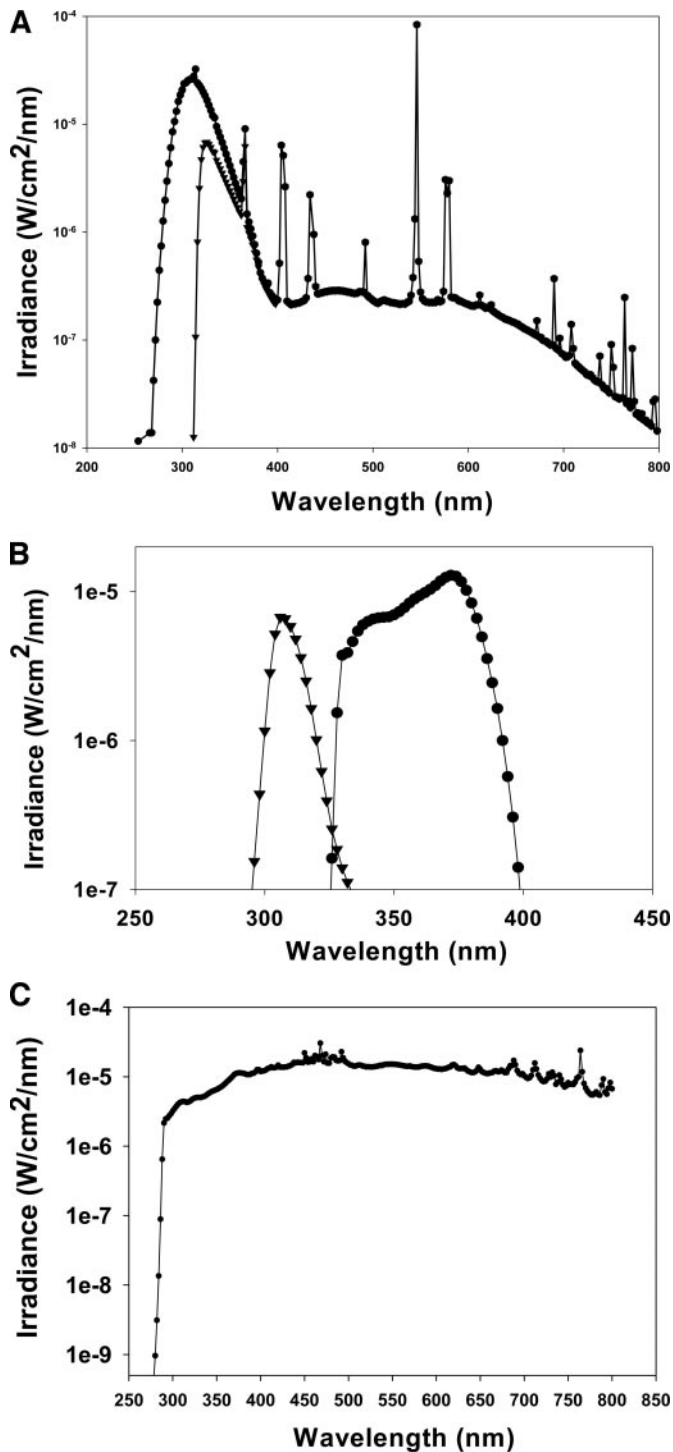 A
Irradiance (W/cm2/nm)
10-4
10-5
10-6
10-7
10-8
200 300 400 500 600 700 800
Wavelength (nm)
B
Irradiance (W/cm2/nm)
1e-5
1e-6
1e-7
250 300 350 400 450
Wavelength (nm)
C
Irradiance (W/cm2/nm)
1e-4
1e-5
1e-6
1e-7
1e-8
1e-9
250 300 350 400 450 500 550 600 650 700 750 800 850
Wavelength (nm)